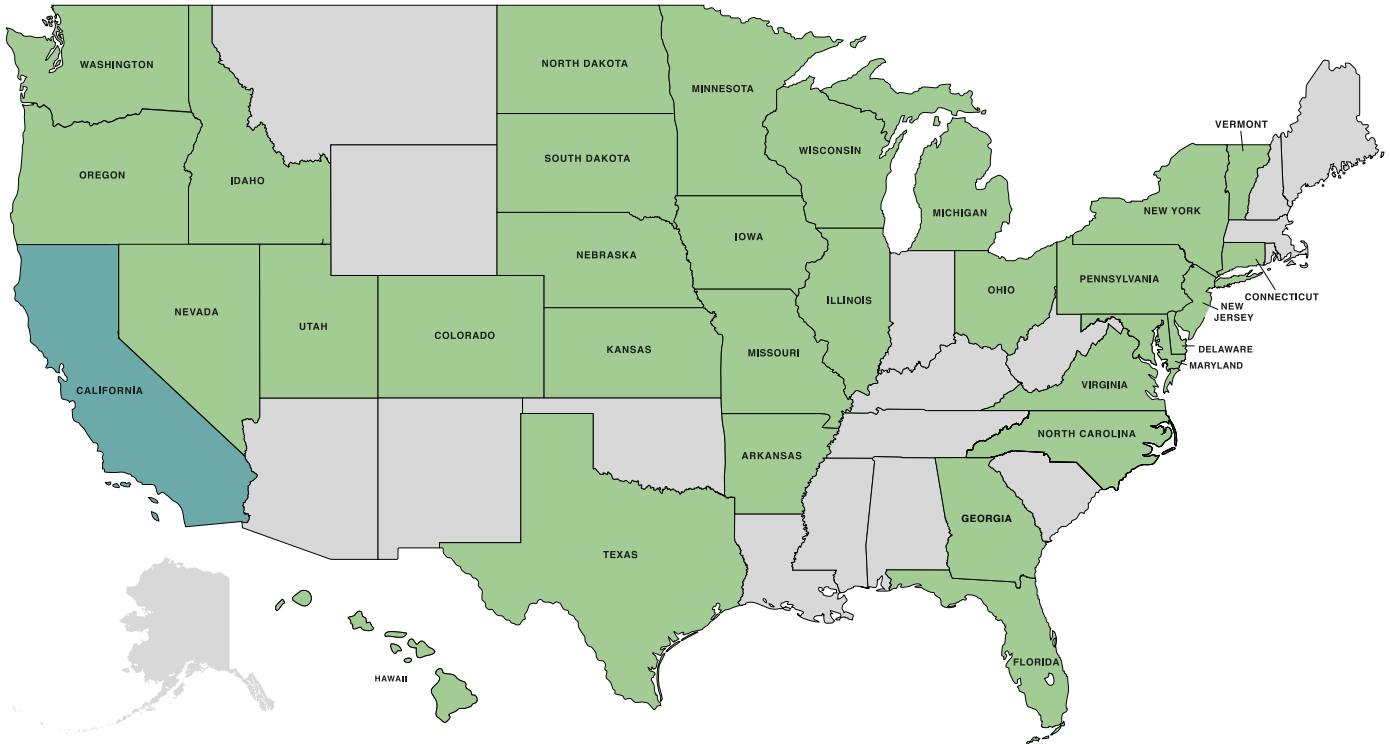 WASHINGTON
NORTH DAKOTA
MINNESOTA
VERMONT
OREGON
IDAHO
SOUTH DAKOTA
WISCONSIN
MICHIGAN
NEW YORK
NEBRASKA
IOWA
PENNSYLVANIA
NEVADA
UTAH
COLORADO
ILLINOIS
OHIO
CONNECTICUT
NEW
JERSEY
KANSAS
MISSOURI
DELAWARE
MARYLAND
CALIFORNIA
VIRGINIA
NORTH CAROLINA
ARKANSAS
GEORGIA
TEXAS
FLORIDA
HAWAII